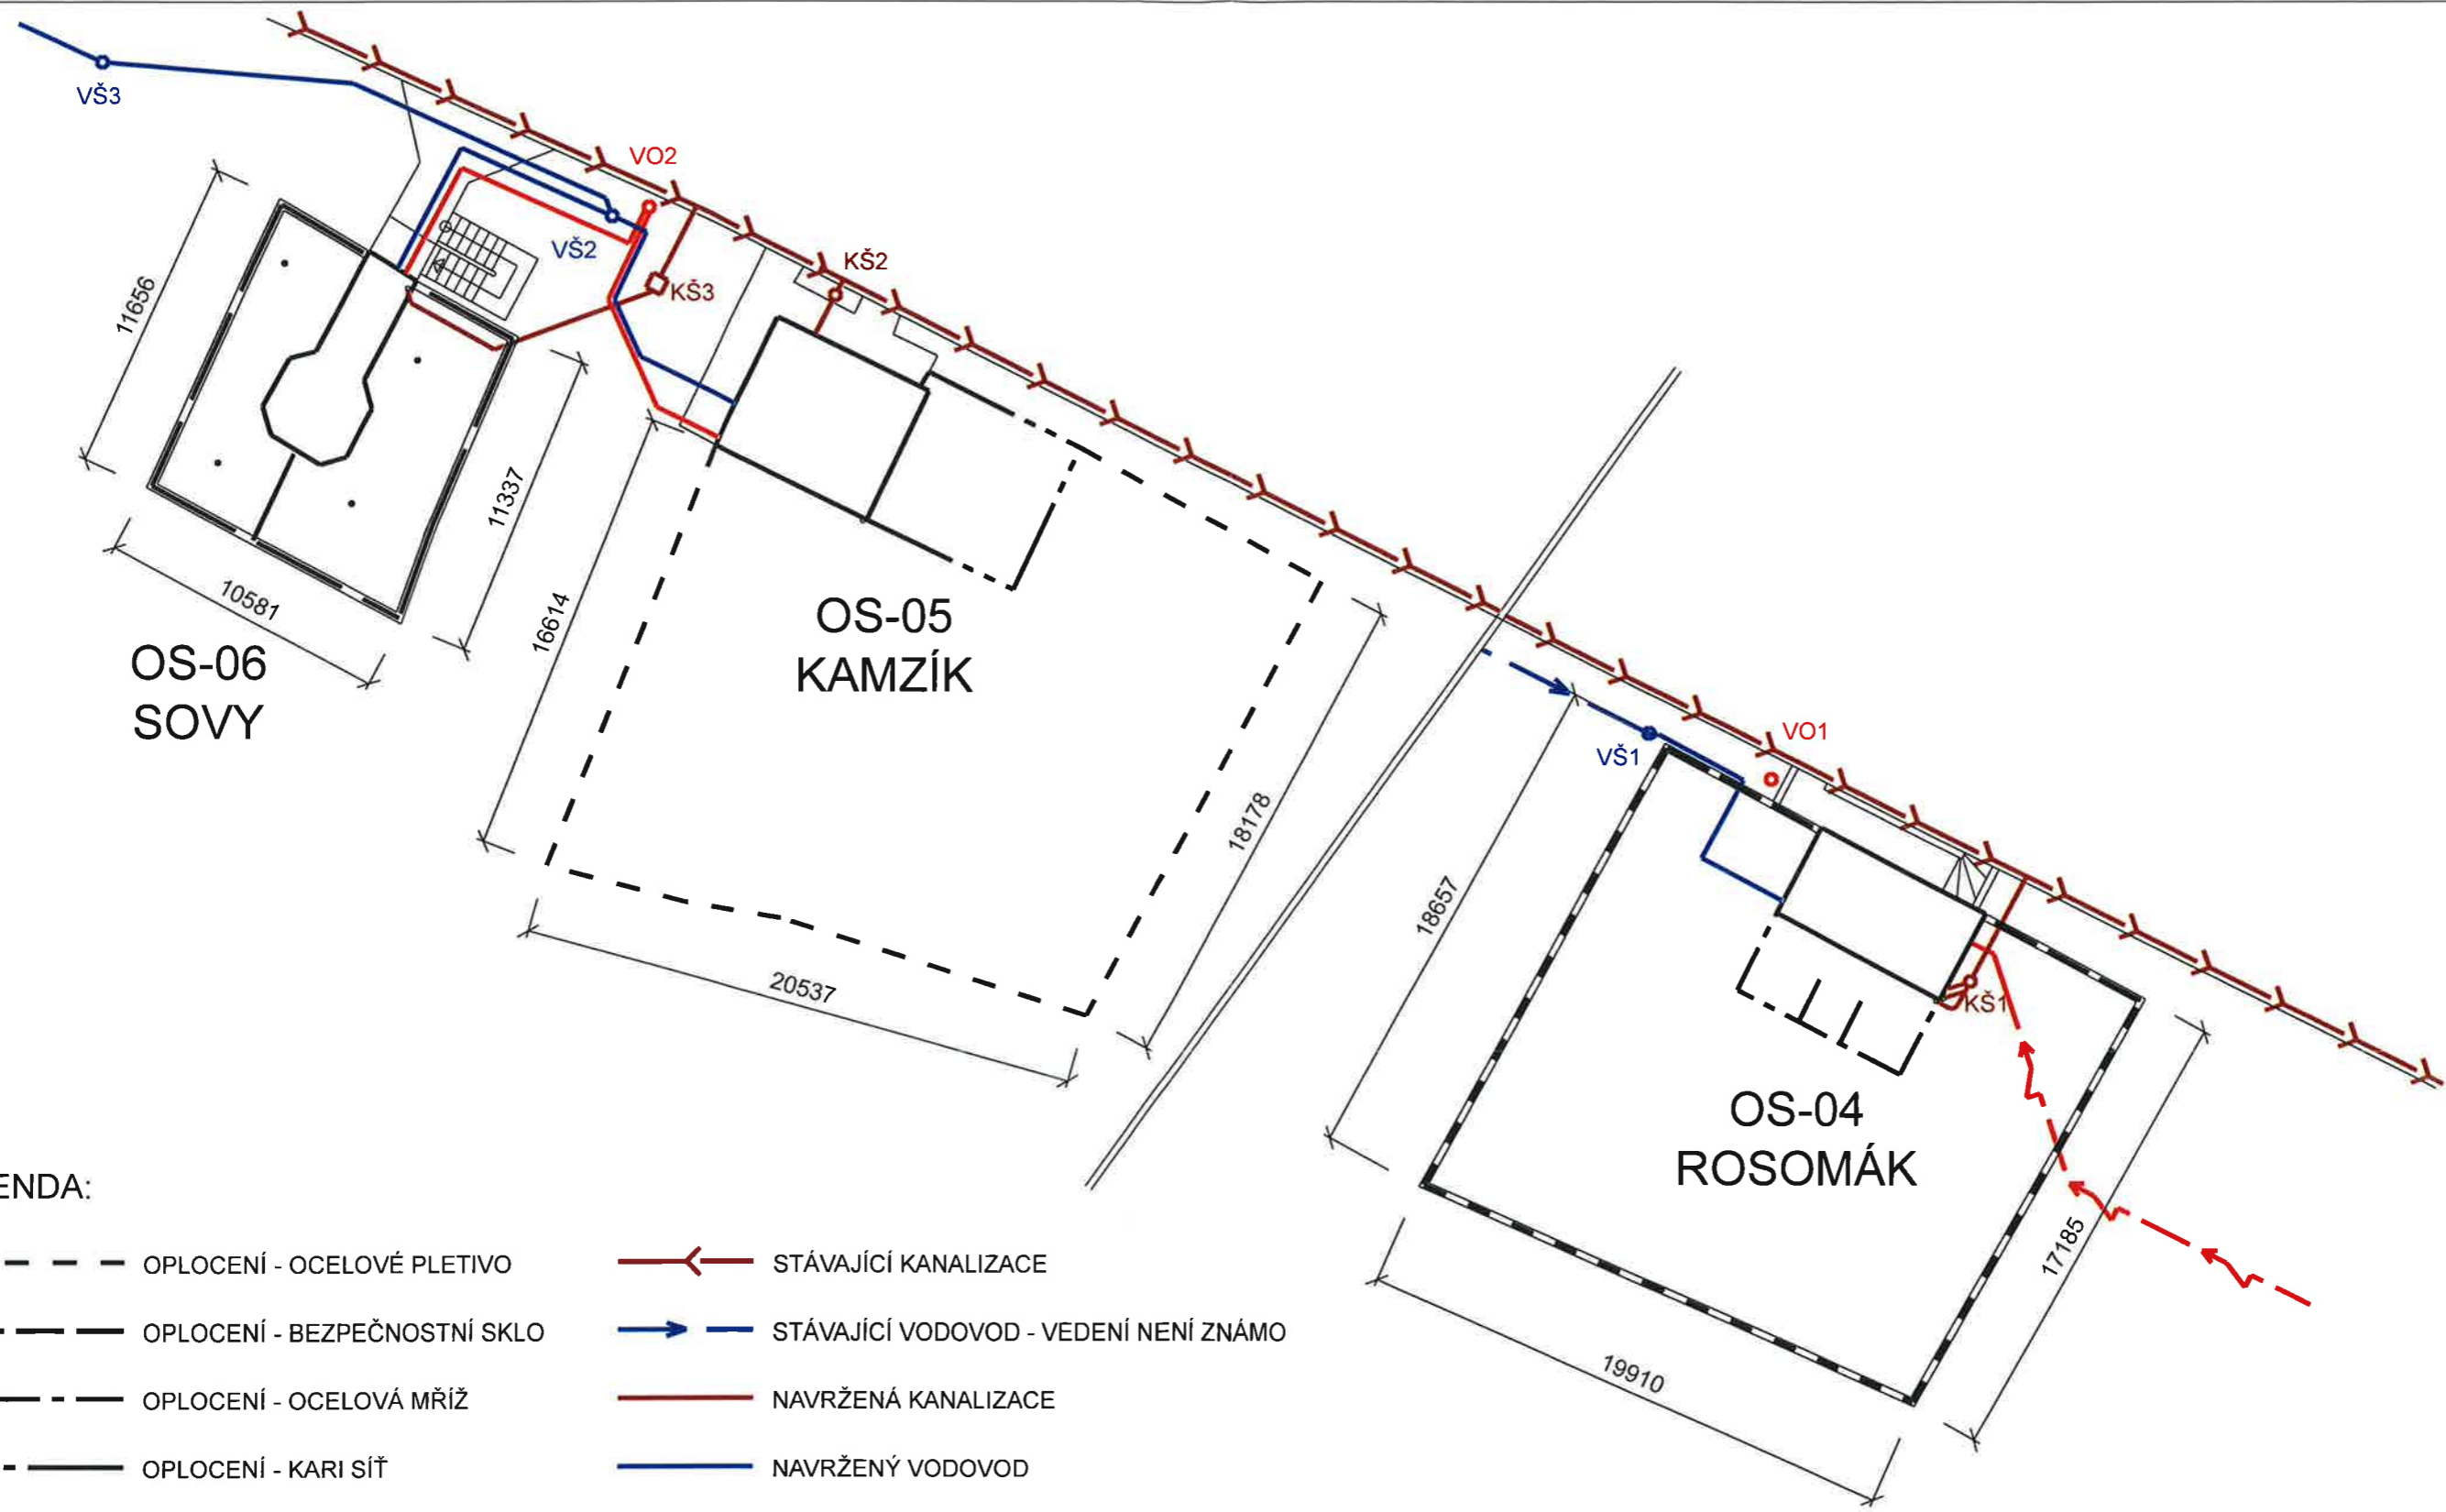 VŠ3
VO2
VŠ2
KŠ2
KŠ3
11656
11337
10581
16614
OS-06
SOVY
OS-05
KAMZÍK
18178
20537
VŠ1
VO1
18657
KŠ1
OS-04
ROSOMÁK
17185
19910
ENDA:
OPLOCENÍ - OCELOVÉ PLETIVO
OPLOCENÍ - BEZPEČNOSTNÍ SKLO
OPLOCENÍ - OCELOVÁ MŘÍŽ
OPLOCENÍ - KARI SÍŤ
STÁVAJÍCÍ KANALIZACE
STÁVAJÍCÍ VODOVOD - VEDENÍ NENÍ ZNÁMO
NAVRŽENÁ KANALIZACE
NAVRŽENÝ VODOVOD